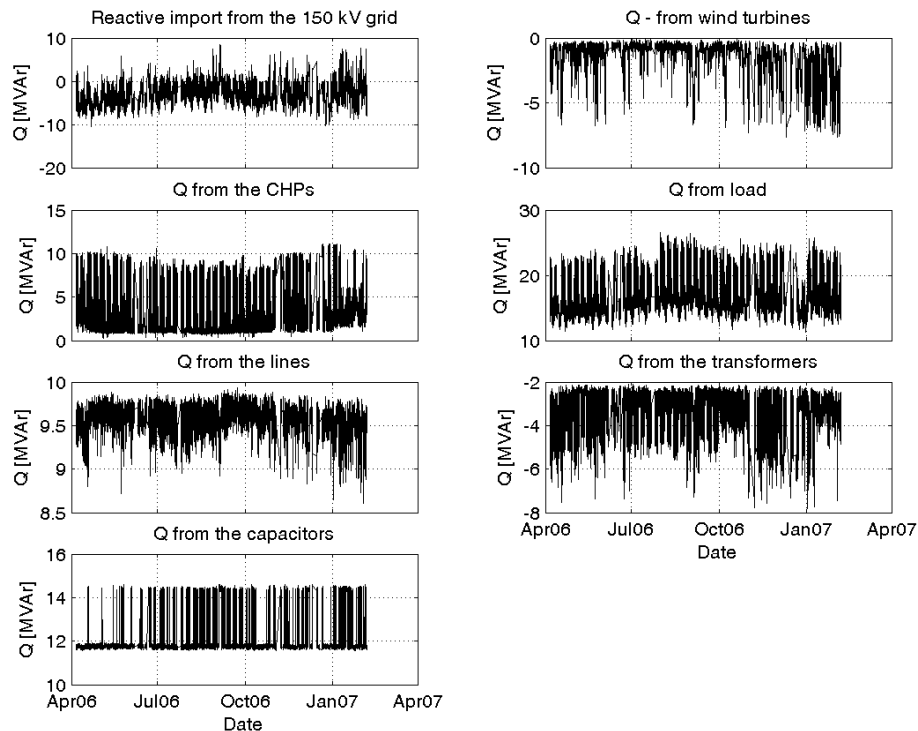 Reactive import from the 150 kV grid
Q [MVAr]
10
0
-10
-20
Q - from wind turbines
Q [MVAr]
0
-5
-10
Q from the CHPs
Q [MVAr]
15
10
5
0
Q from load
Q [MVAr]
30
20
10
Q from the lines
Q [MVAr]
10
9.5
9
8.5
Q from the transformers
Q [MVAr]
-2
-4
-6
-8
Apr06 Jul06 Oct06 Jan07 Apr07
Date
Q from the capacitors
Q [MVAr]
16
14
12
10
Apr06 Jul06 Oct06 Jan07 Apr07
Date